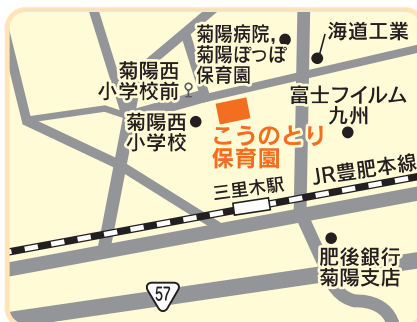 菊陽病院,
菊陽ぽっぽ
保育園
海道工業
菊陽西
小学校前
富士フイルム
九州
菊陽西
小学校
こうのとり
保育園
三里木駅
JR豊肥本線
肥後銀行
菊陽支店
57